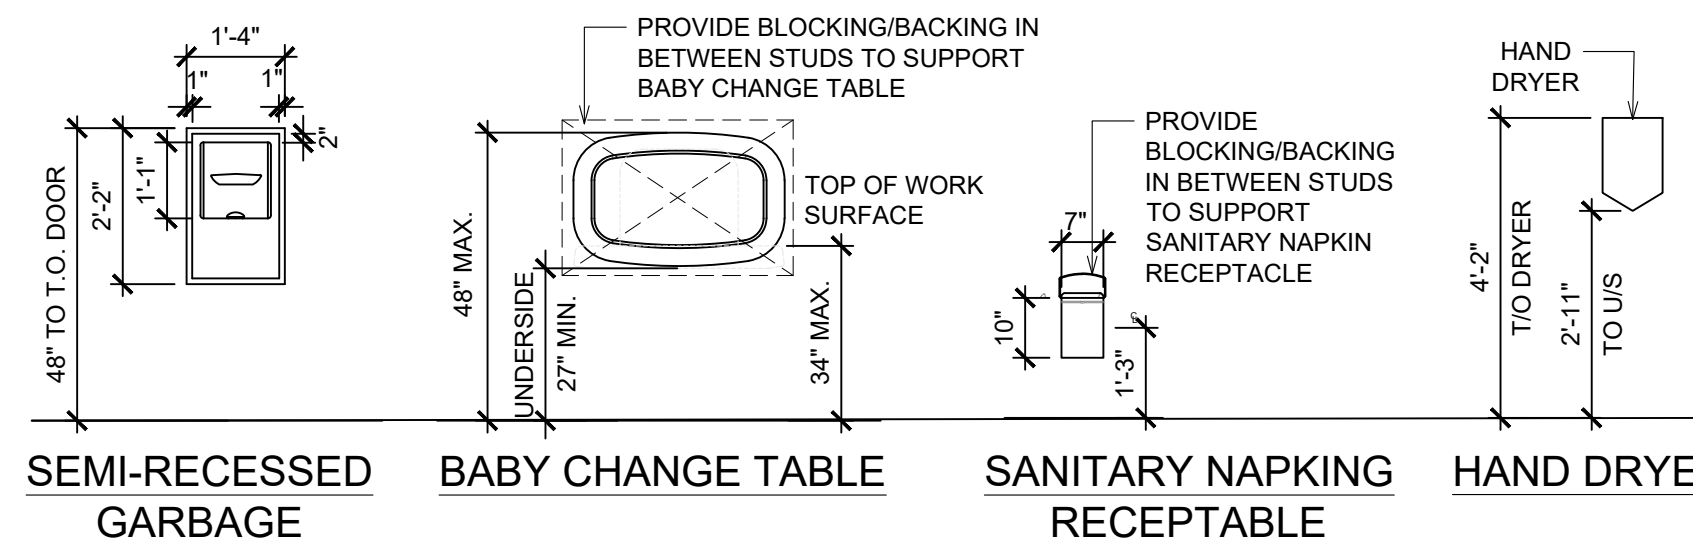 1'-4"
1"
1"
2"
1'-1"
2'-2"
48" TO T.O. DOOR
SEMI-RECESSED
GARBAGE
PROVIDE BLOCKING/BACKING IN
BETWEEN STUDS TO SUPPORT
BABY CHANGE TABLE
TOP OF WORK
SURFACE
48" MAX.
UNDERSIDE
27" MIN.
34" MAX.
BABY CHANGE TABLE
PROVIDE
BLOCKING/BACKING
IN BETWEEN STUDS
TO SUPPORT
SANITARY NAPKIN
RECEPTACLE
7"
10"
℄
1'-3"
SANITARY NAPKING
RECEPTABLE
HAND
DRYER
4'-2"
T/O DRYER
2'-11"
TO U/S
HAND DRYE